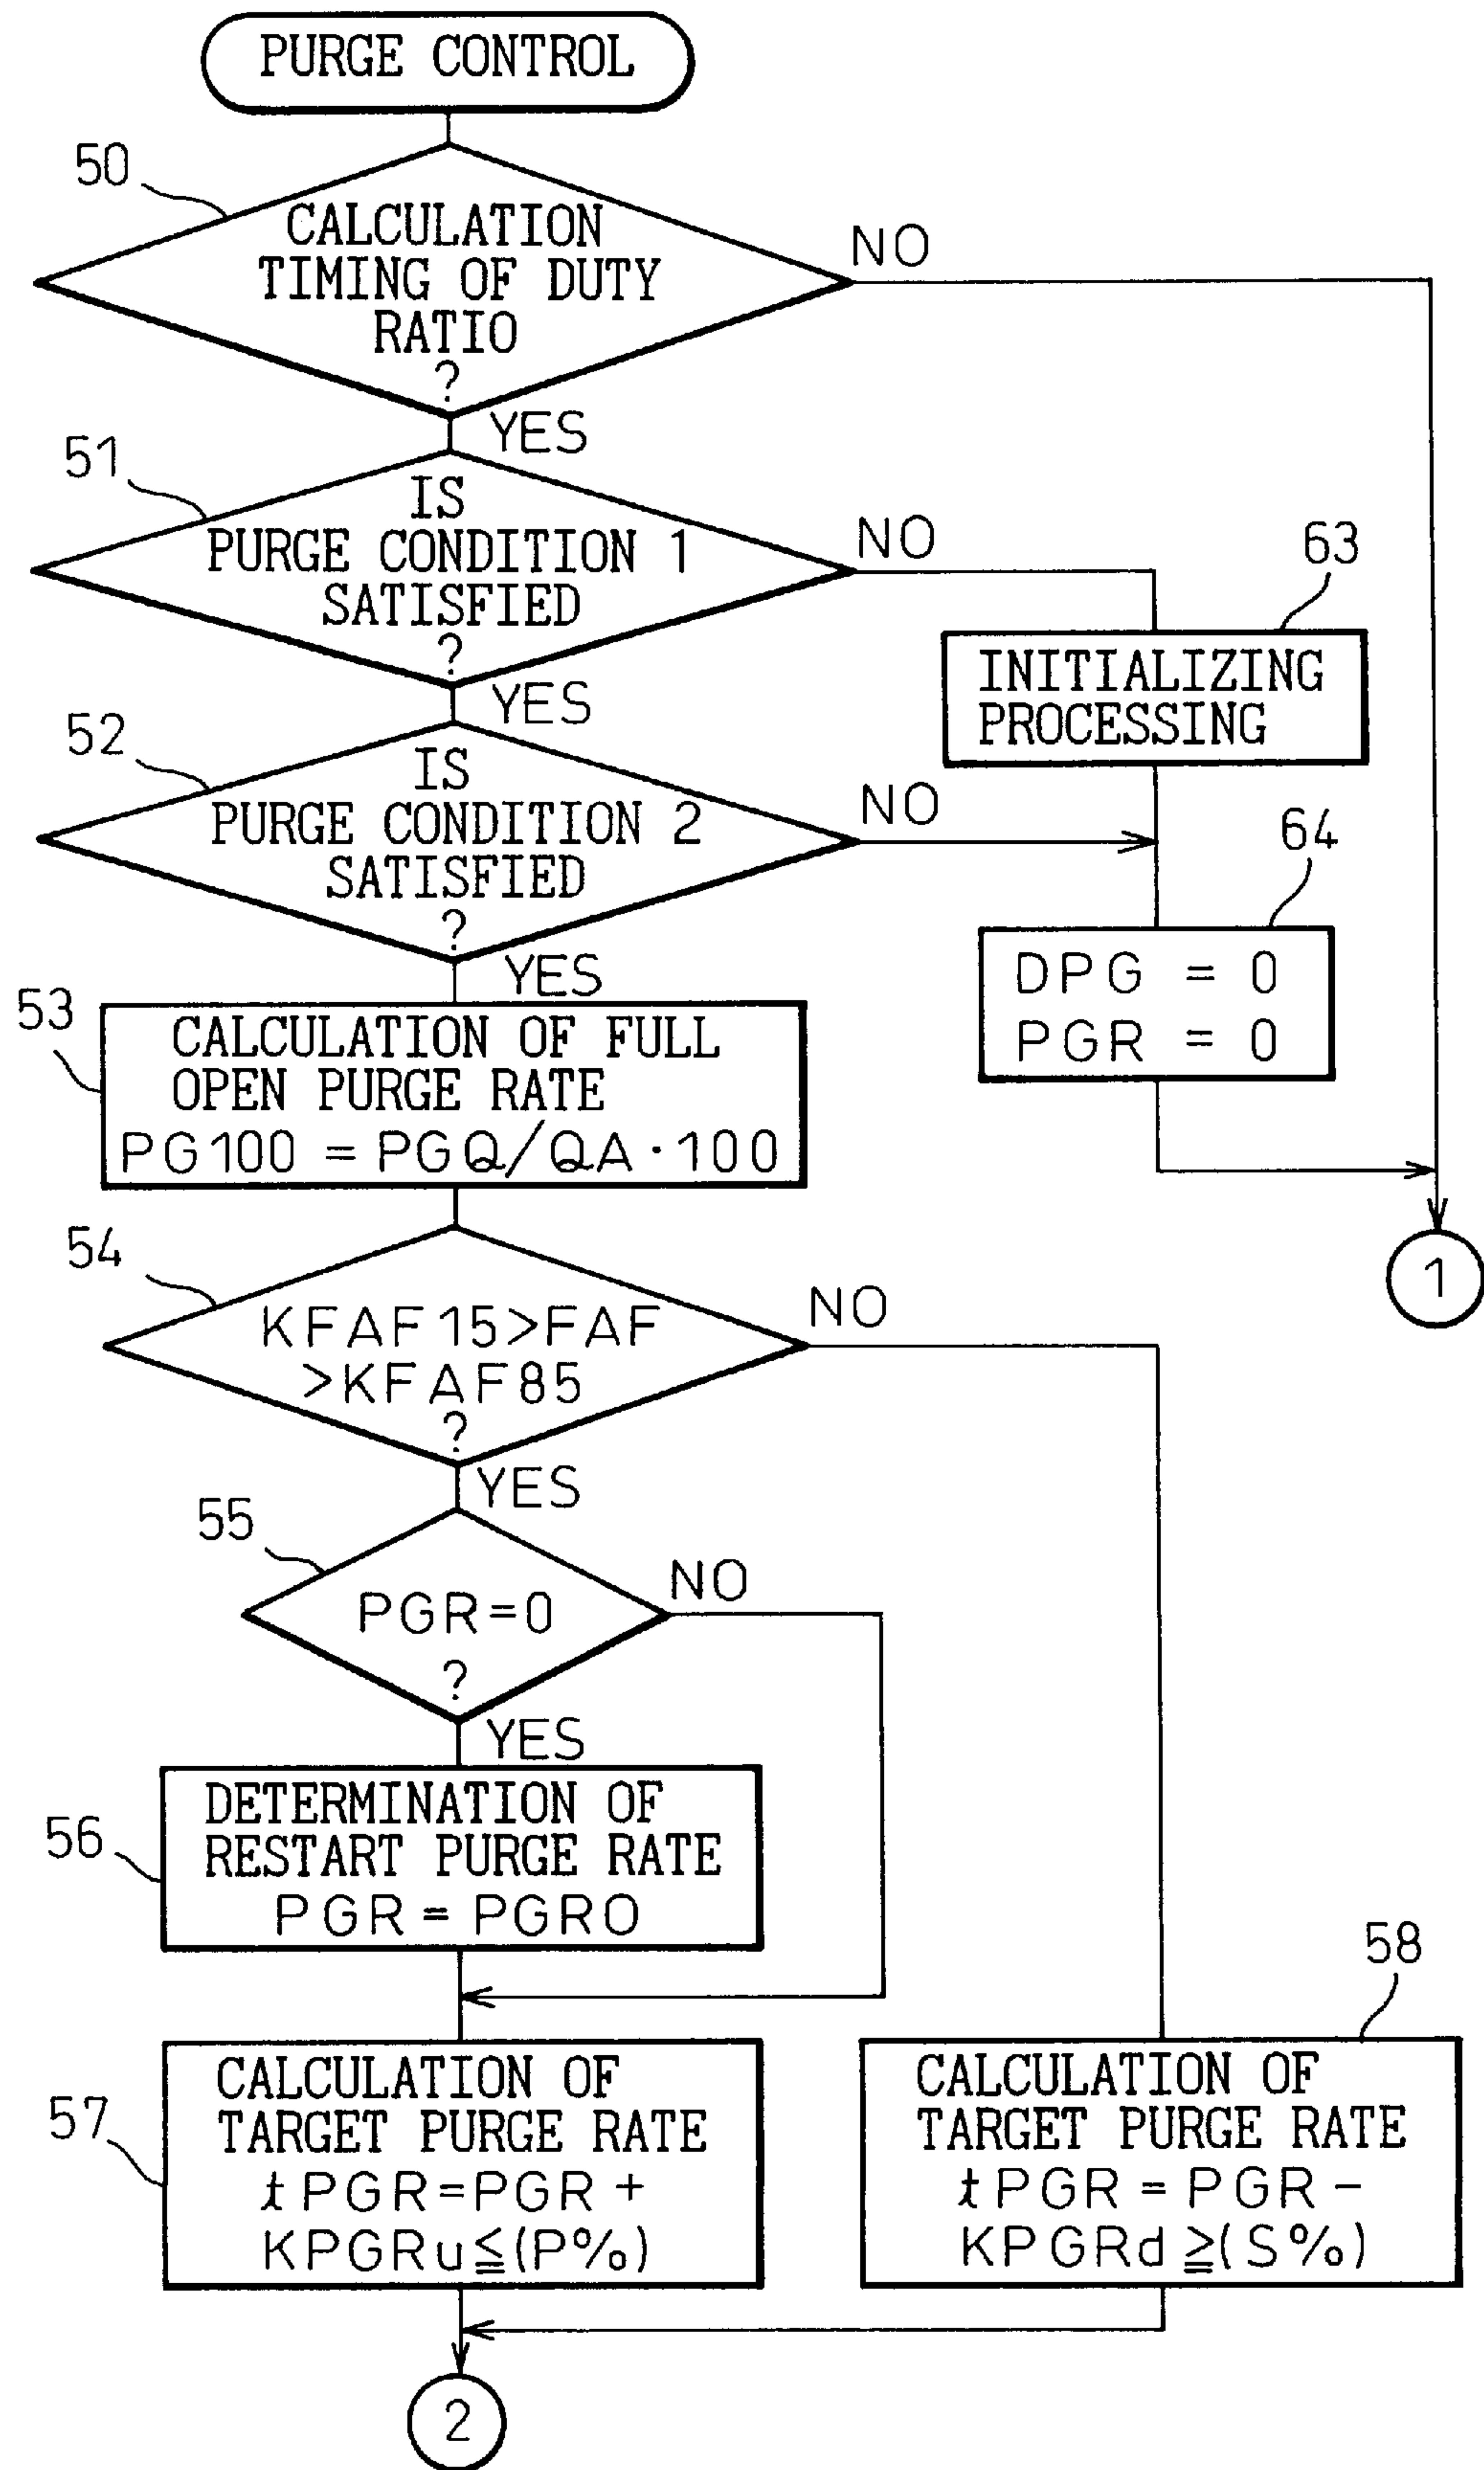 PURGE CONTROL
50
CALCULATION
TIMING OF DUTY
RATIO
?
NO
YES
51
IS
PURGE CONDITION 1
SATISFIED
?
NO
YES
63
INITIALIZING
PROCESSING
52
IS
PURGE CONDITION 2
SATISFIED
?
NO
YES
64
DPG = 0
PGR = 0
53
CALCULATION OF FULL
OPEN PURGE RATE
PG100 = PGQ/QA·100
1
54
KFAF15>FAF
>KFAF85
?
NO
YES
55
PGR=0
?
NO
YES
56
DETERMINATION OF
RESTART PURGE RATE
PGR = PGR0
57
CALCULATION OF
TARGET PURGE RATE
tPGR=PGR+
KPGRu≦(P%)
58
CALCULATION OF
TARGET PURGE RATE
tPGR = PGR-
KPGRd≧(S%)
2